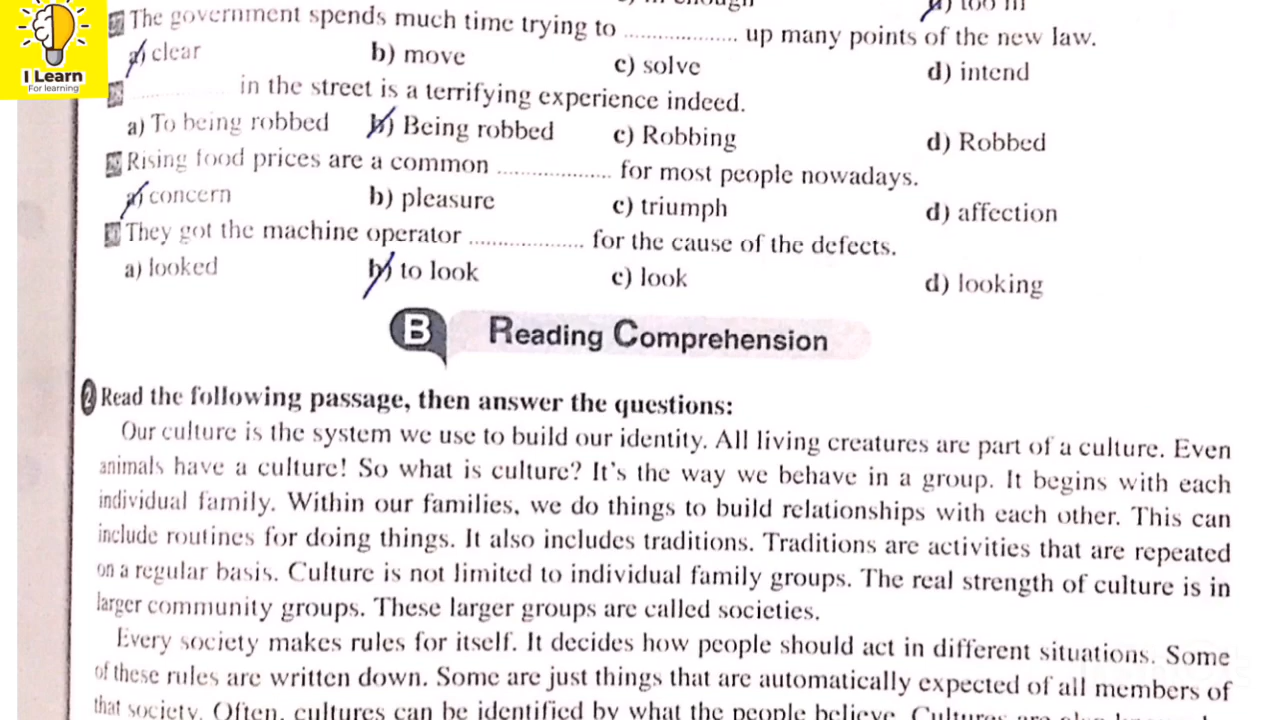 I Learn
For learning
The government spends much time trying to .................... up many points of the new law.
a) clear b) move c) solve d) intend
.................... in the street is a terrifying experience indeed.
a) To being robbed b) Being robbed c) Robbing d) Robbed
Rising food prices are a common .................... for most people nowadays.
a) concern b) pleasure c) triumph d) affection
They got the machine operator .................... for the cause of the defects.
a) looked b) to look c) look d) looking
B Reading Comprehension
2 Read the following passage, then answer the questions:
Our culture is the system we use to build our identity. All living creatures are part of a culture. Even
animals have a culture! So what is culture? It's the way we behave in a group. It begins with each
individual family. Within our families, we do things to build relationships with each other. This can
include routines for doing things. It also includes traditions. Traditions are activities that are repeated
on a regular basis. Culture is not limited to individual family groups. The real strength of culture is in
larger community groups. These larger groups are called societies.
Every society makes rules for itself. It decides how people should act in different situations. Some
of these rules are written down. Some are just things that are automatically expected of all members of
that society. Often, cultures can be identified by what the people believe. Cultures are